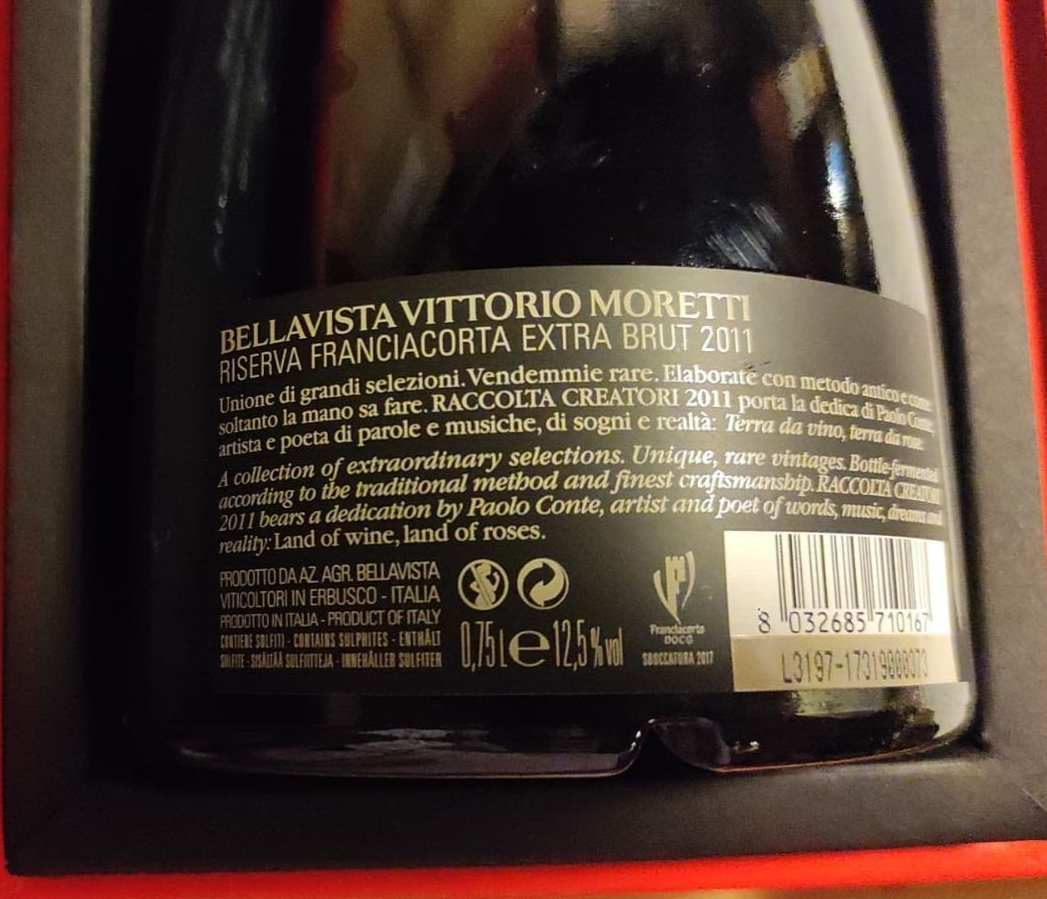 BELLAVISTA VITTORIO MORETTI
RISERVA FRANCIACORTA EXTRA BRUT 2011
Unione di grandi selezioni. Vendemmie rare. Elaborate con metodo antico e come
soltanto la mano sa fare. RACCOLTA CREATORI 2011 porta la dedica di Paolo Conte,
artista e poeta di parole e musiche, di sogni e realtà: Terra da vino, terra da rose.
A collection of extraordinary selections. Unique, rare vintages. Bottle-fermented
according to the traditional method and finest craftsmanship. RACCOLTA CREATORI
2011 bears a dedication by Paolo Conte, artist and poet of words, music, dreams and
reality: Land of wine, land of roses.
PRODOTTO DA AZ. AGR. BELLAVISTA
VITICOLTORI IN ERBUSCO - ITALIA
PRODOTTO IN ITALIA - PRODUCT OF ITALY
CONTIENE SOLFITI - CONTAINS SULPHITES - ENTHÄLT
SULFITE - SISÄLTÄÄ SULFIITTEJA - INNEHÅLLER SULFITER
0,75 L e 12,5 % vol
Franciacorta
DOCG
SBOCCATURA 2017
8 032685 710167
L3197-17319000373